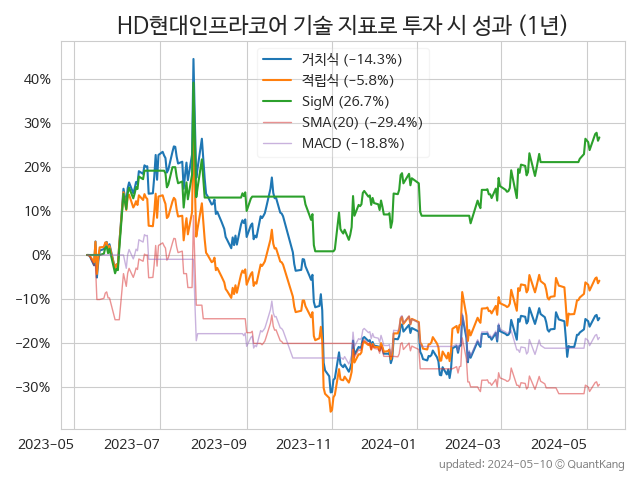 HD현대인프라코어 기술 지표로 투자 시 성과 (1년)
거치식 (−14.3%)
적립식 (−5.8%)
SigM (26.7%)
SMA(20) (−29.4%)
MACD (−18.8%)
40%
30%
20%
10%
0%
−10%
−20%
−30%
2023-05 2023-07 2023-09 2023-11 2024-01 2024-03 2024-05
updated: 2024-05-10 © QuantKang